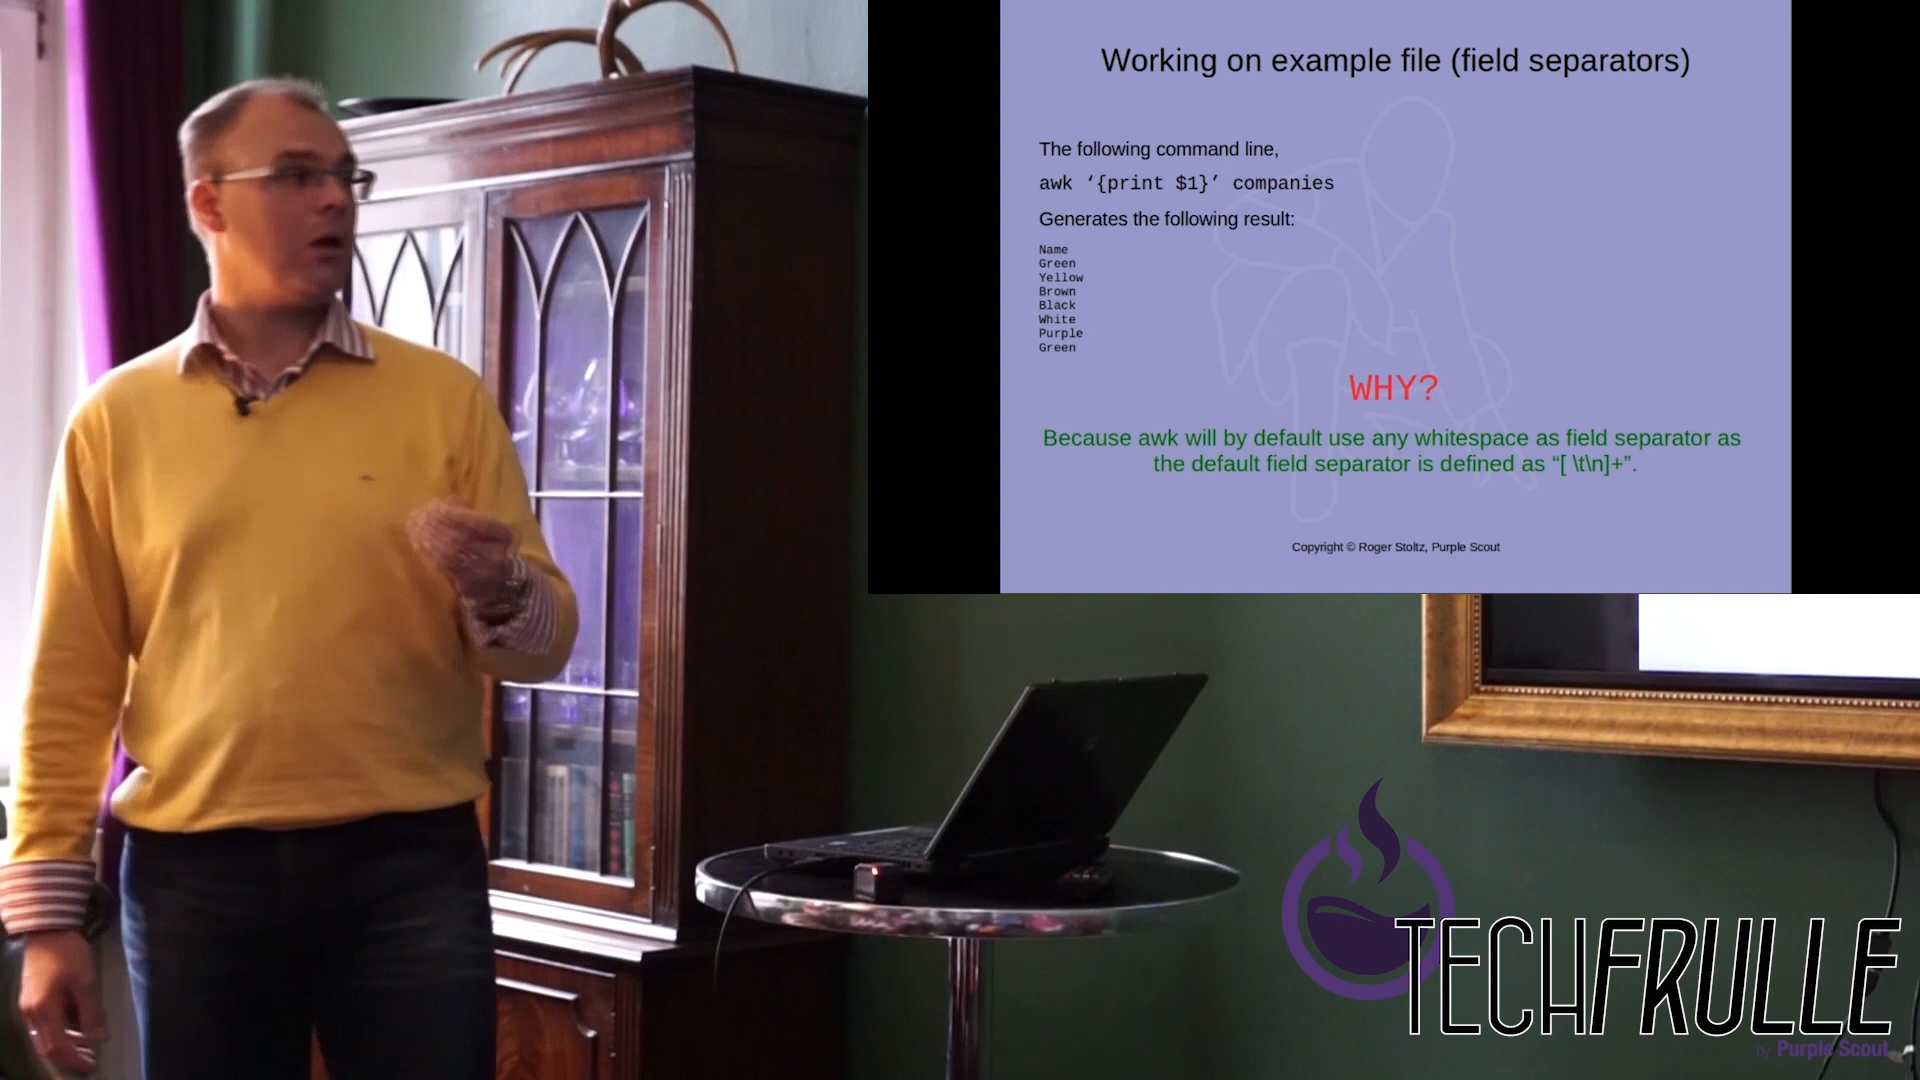 Working on example file (field separators)
The following command line,
awk ‘{print $1}’ companies
Generates the following result:
Name
Green
Yellow
Brown
Black
White
Purple
Green
WHY?
Because awk will by default use any whitespace as field separator as
the default field separator is defined as “[ \t\n]+”.
Copyright © Roger Stoltz, Purple Scout
TECHFRULLE
by Purple Scout